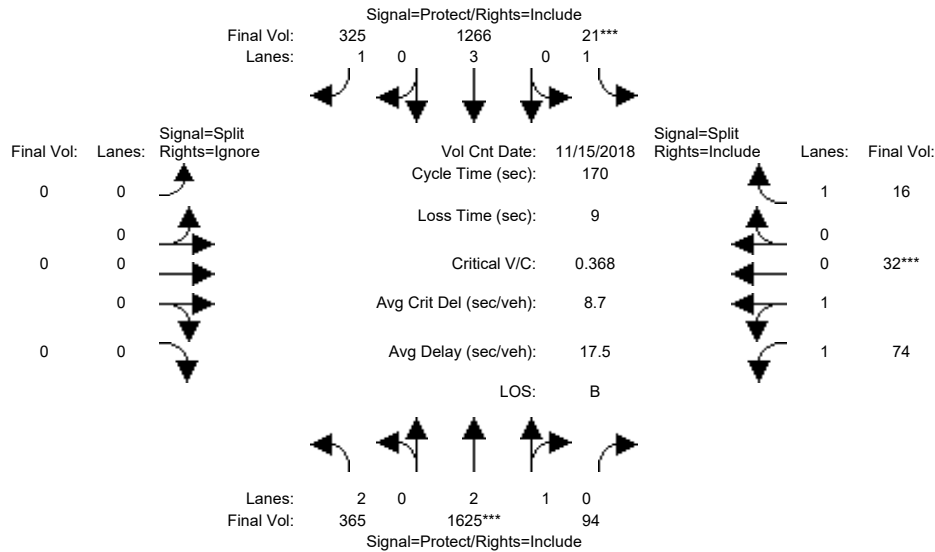 Signal=Protect/Rights=Include
Final Vol: 325 1266 21***
Lanes: 1 0 3 0 1
Signal=Split Signal=Split
Final Vol: Lanes: Rights=Ignore Vol Cnt Date: 11/15/2018 Rights=Include Lanes: Final Vol:
Cycle Time (sec): 170
0 0 1 16
Loss Time (sec): 9
0 0
0 0 Critical V/C: 0.368 0 32***
0 Avg Crit Del (sec/veh): 8.7 1
0 0 Avg Delay (sec/veh): 17.5 1 74
LOS: B
Lanes: 2 0 2 1 0
Final Vol: 365 1625*** 94
Signal=Protect/Rights=Include